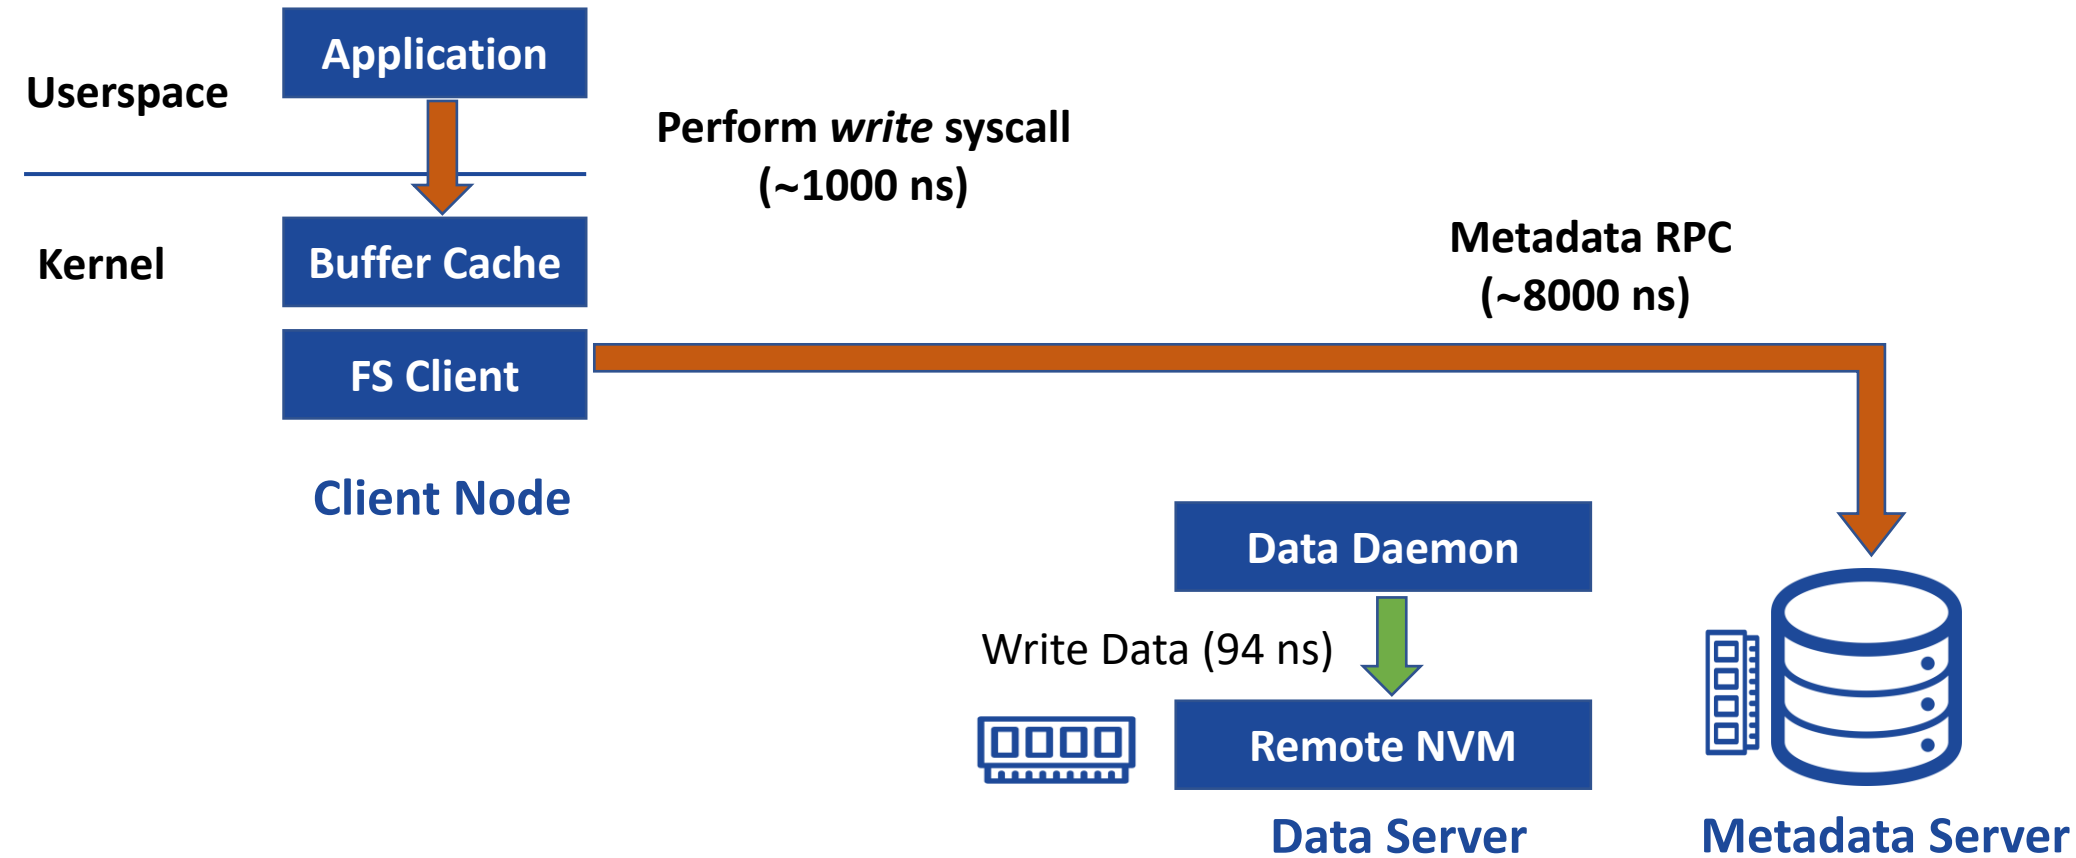 Application
Userspace
Perform write syscall
(~1000 ns)
Kernel
Buffer Cache
Metadata RPC
(~8000 ns)
FS Client
Client Node
Data Daemon
Write Data (94 ns)
Remote NVM
Data Server
Metadata Server